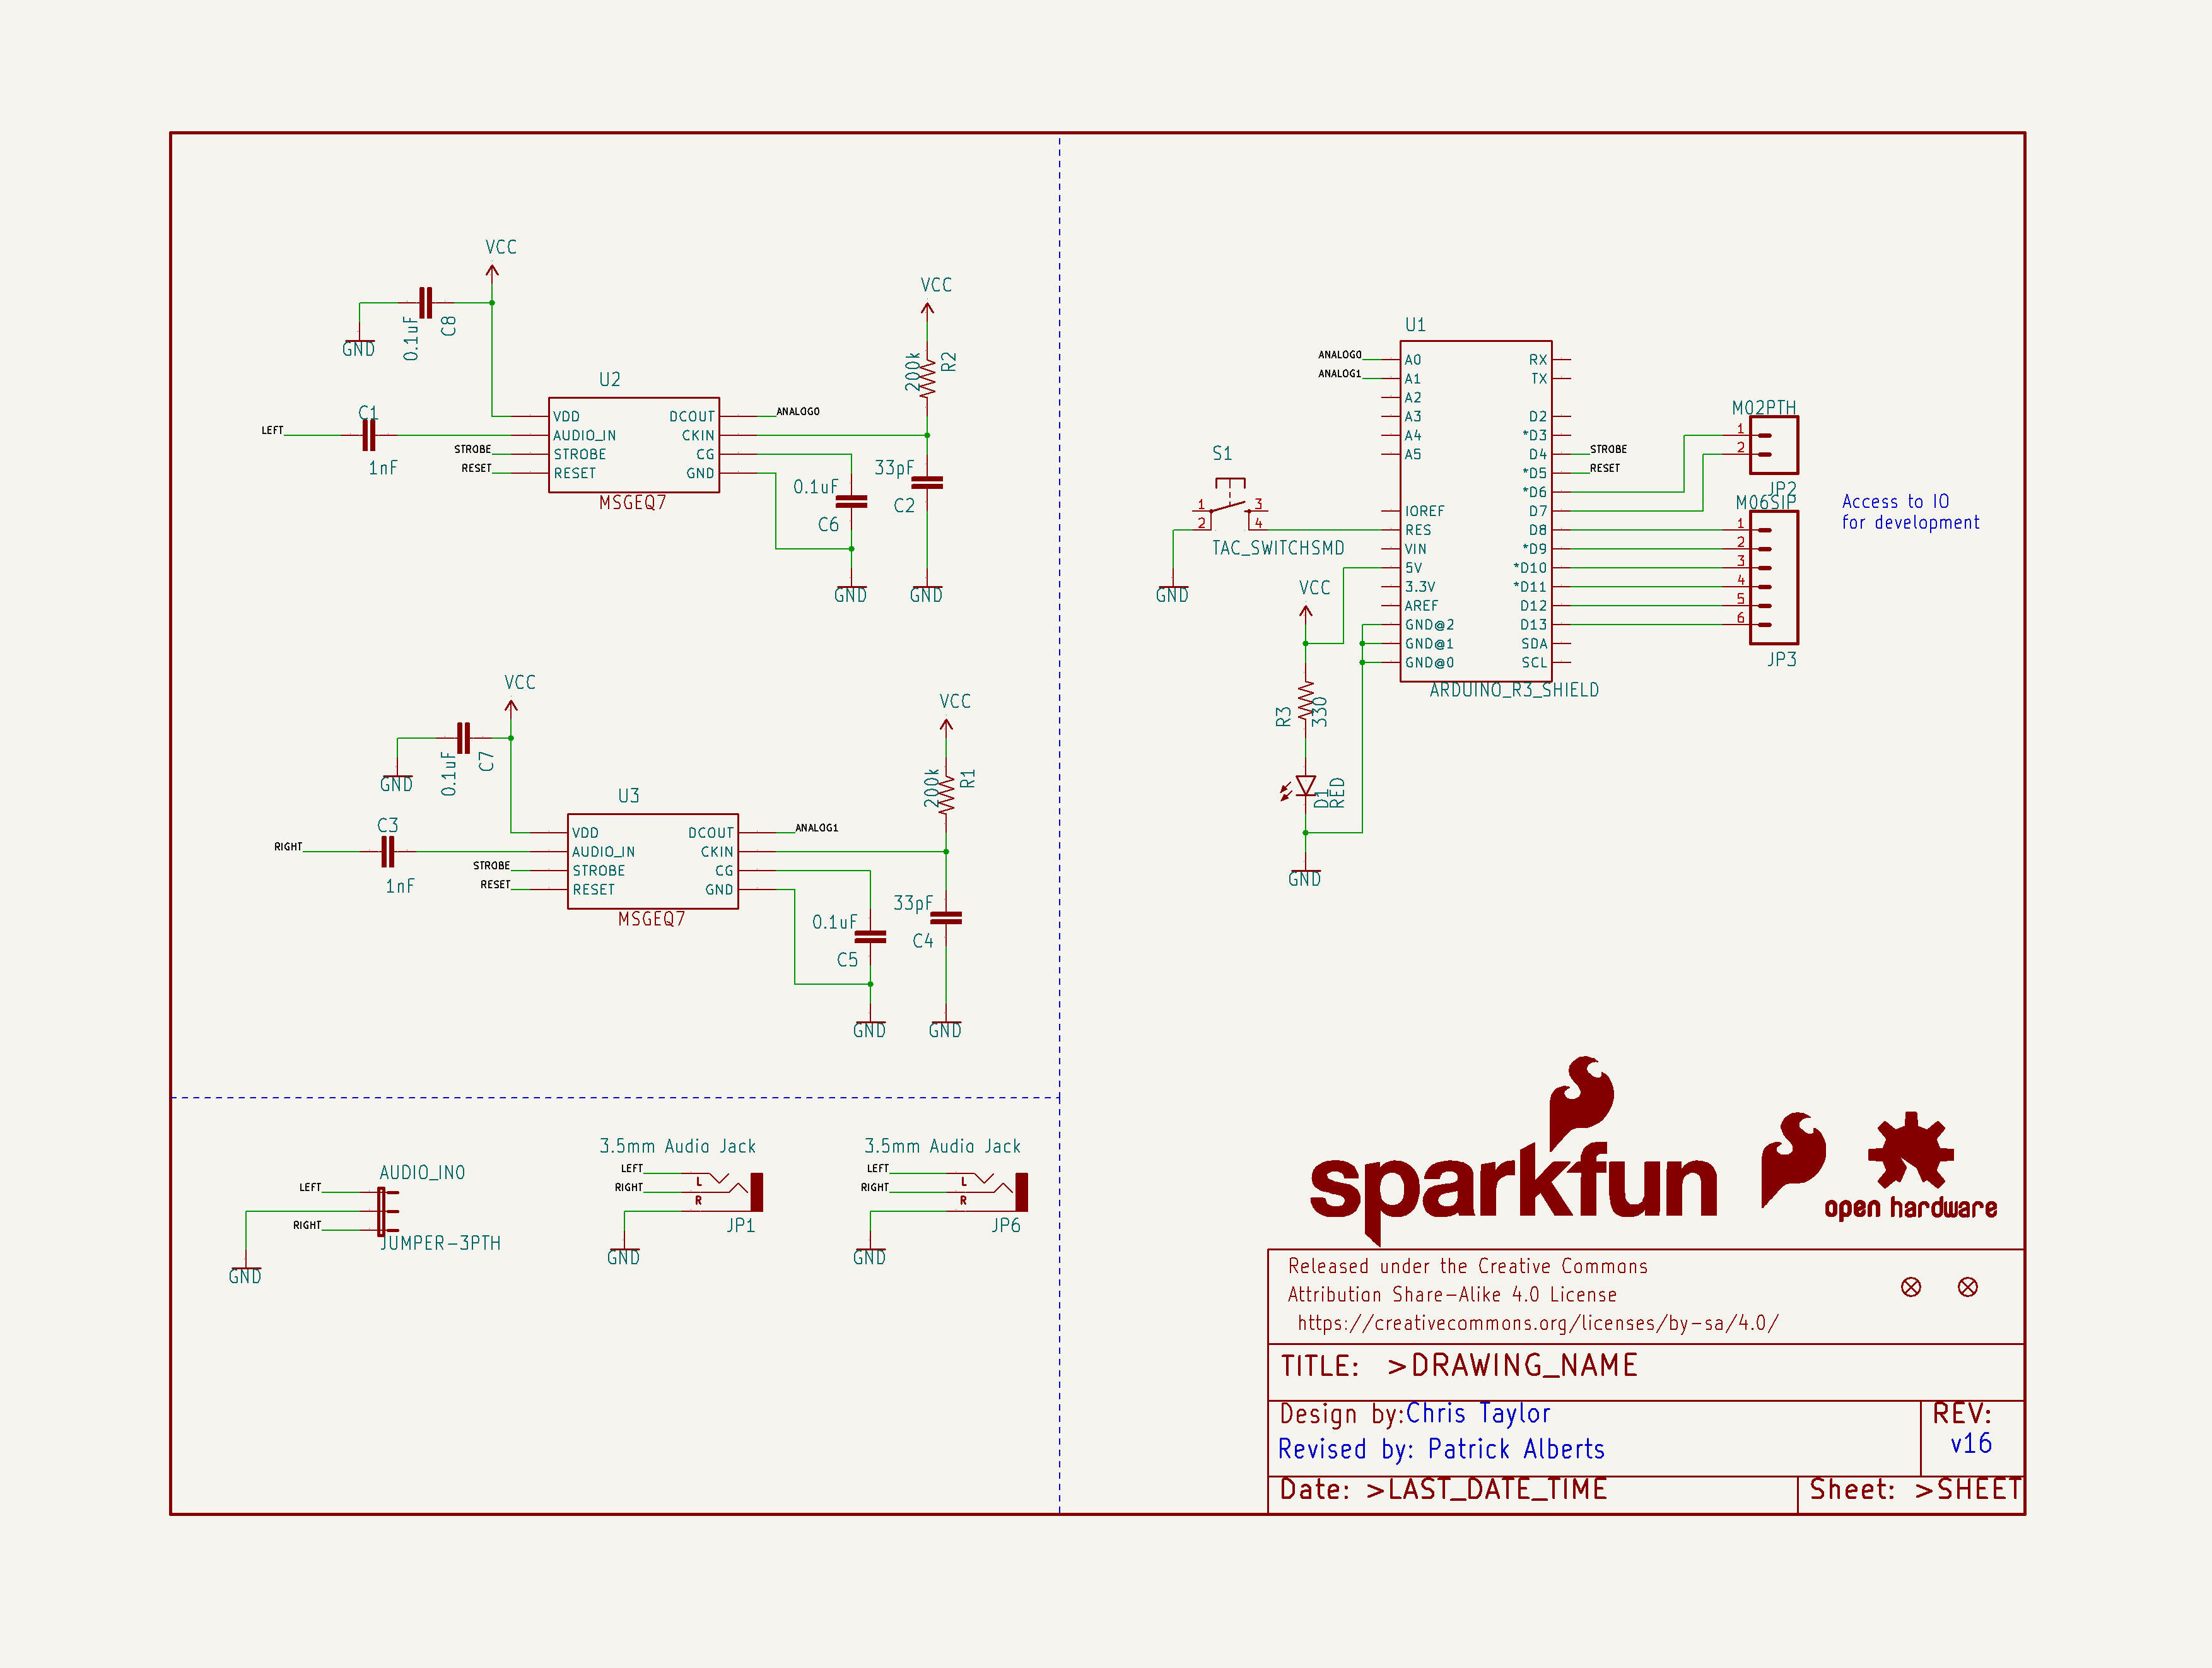 VCC
GND
0.1uF
C8
LEFT
C1
1nF
STROBE
RESET
U2
VDD
AUDIO_IN
STROBE
RESET
DCOUT
CKIN
CG
GND
MSGEQ7
ANALOG0
VCC
200k
R2
33pF
C2
0.1uF
C6
GND
GND
VCC
GND
0.1uF
C7
RIGHT
C3
1nF
STROBE
RESET
U3
VDD
AUDIO_IN
STROBE
RESET
DCOUT
CKIN
CG
GND
MSGEQ7
ANALOG1
VCC
200k
R1
33pF
C4
0.1uF
C5
GND
GND
AUDIO_IN0
LEFT
RIGHT
JUMPER-3PTH
GND
3.5mm Audio Jack
LEFT
RIGHT
L
R
JP1
GND
3.5mm Audio Jack
LEFT
RIGHT
L
R
JP6
GND
U1
ANALOG0
ANALOG1
A0
A1
A2
A3
A4
A5
IOREF
RES
VIN
5V
3.3V
AREF
GND@2
GND@1
GND@0
RX
TX
D2
*D3
D4
*D5
*D6
D7
D8
*D9
*D10
*D11
D12
D13
SDA
SCL
ARDUINO_R3_SHIELD
STROBE
RESET
S1
1
2
3
4
TAC_SWITCHSMD
GND
VCC
R3
330
D1
RED
GND
M02PTH
1
2
JP2
M06SIP
1
2
3
4
5
6
JP3
Access to IO
for development
sparkfun
open hardware
Released under the Creative Commons
Attribution Share-Alike 4.0 License
https://creativecommons.org/licenses/by-sa/4.0/
TITLE: >DRAWING_NAME
Design by:Chris Taylor
Revised by: Patrick Alberts
REV:
v16
Date: >LAST_DATE_TIME
Sheet: >SHEET